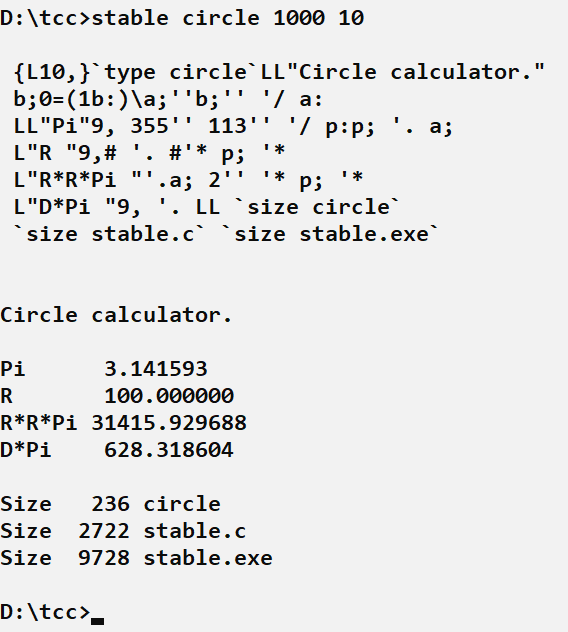 D:\tcc>stable circle 1000 10
{L10,}`type circle`LL"Circle calculator."
b;0=(1b:)\a;''b;'' '/ a:
LL"Pi"9, 355'' 113'' '/ p:p; '. a;
L"R "9,# '. #'* p; '*
L"R*R*Pi "'.a; 2'' '* p; '*
L"D*Pi "9, '. LL `size circle`
`size stable.c` `size stable.exe`
Circle calculator.
Pi 3.141593
R 100.000000
R*R*Pi 31415.929688
D*Pi 628.318604
Size 236 circle
Size 2722 stable.c
Size 9728 stable.exe
D:\tcc>_